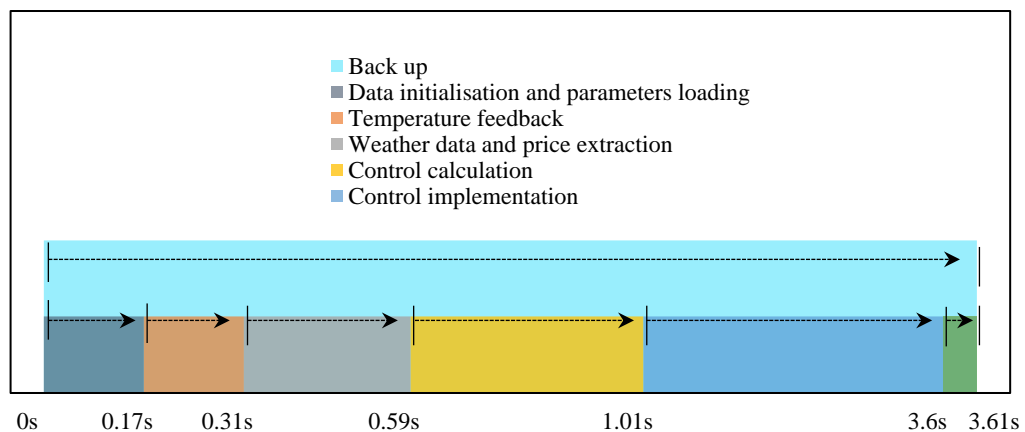 Back up
Data initialisation and parameters loading
Temperature feedback
Weather data and price extraction
Control calculation
Control implementation
0s 0.17s 0.31s 0.59s 1.01s 3.6s 3.61s